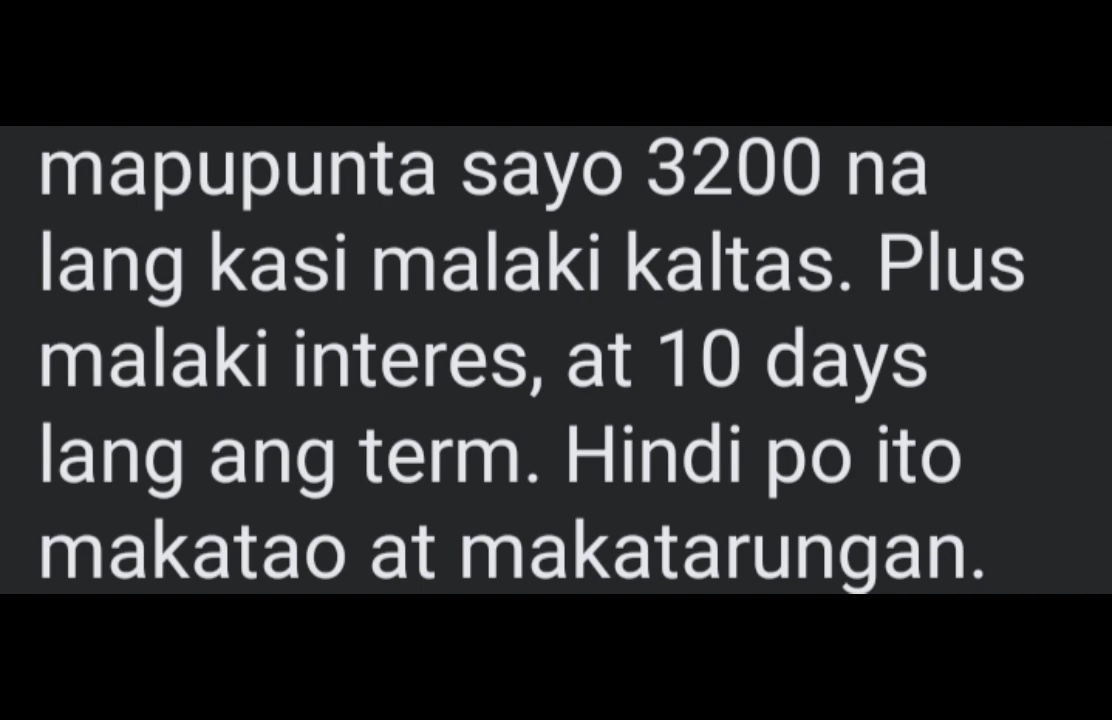 mapupunta sayo 3200 na
lang kasi malaki kaltas. Plus
malaki interes, at 10 days
lang ang term. Hindi po ito
makatao at makatarungan.